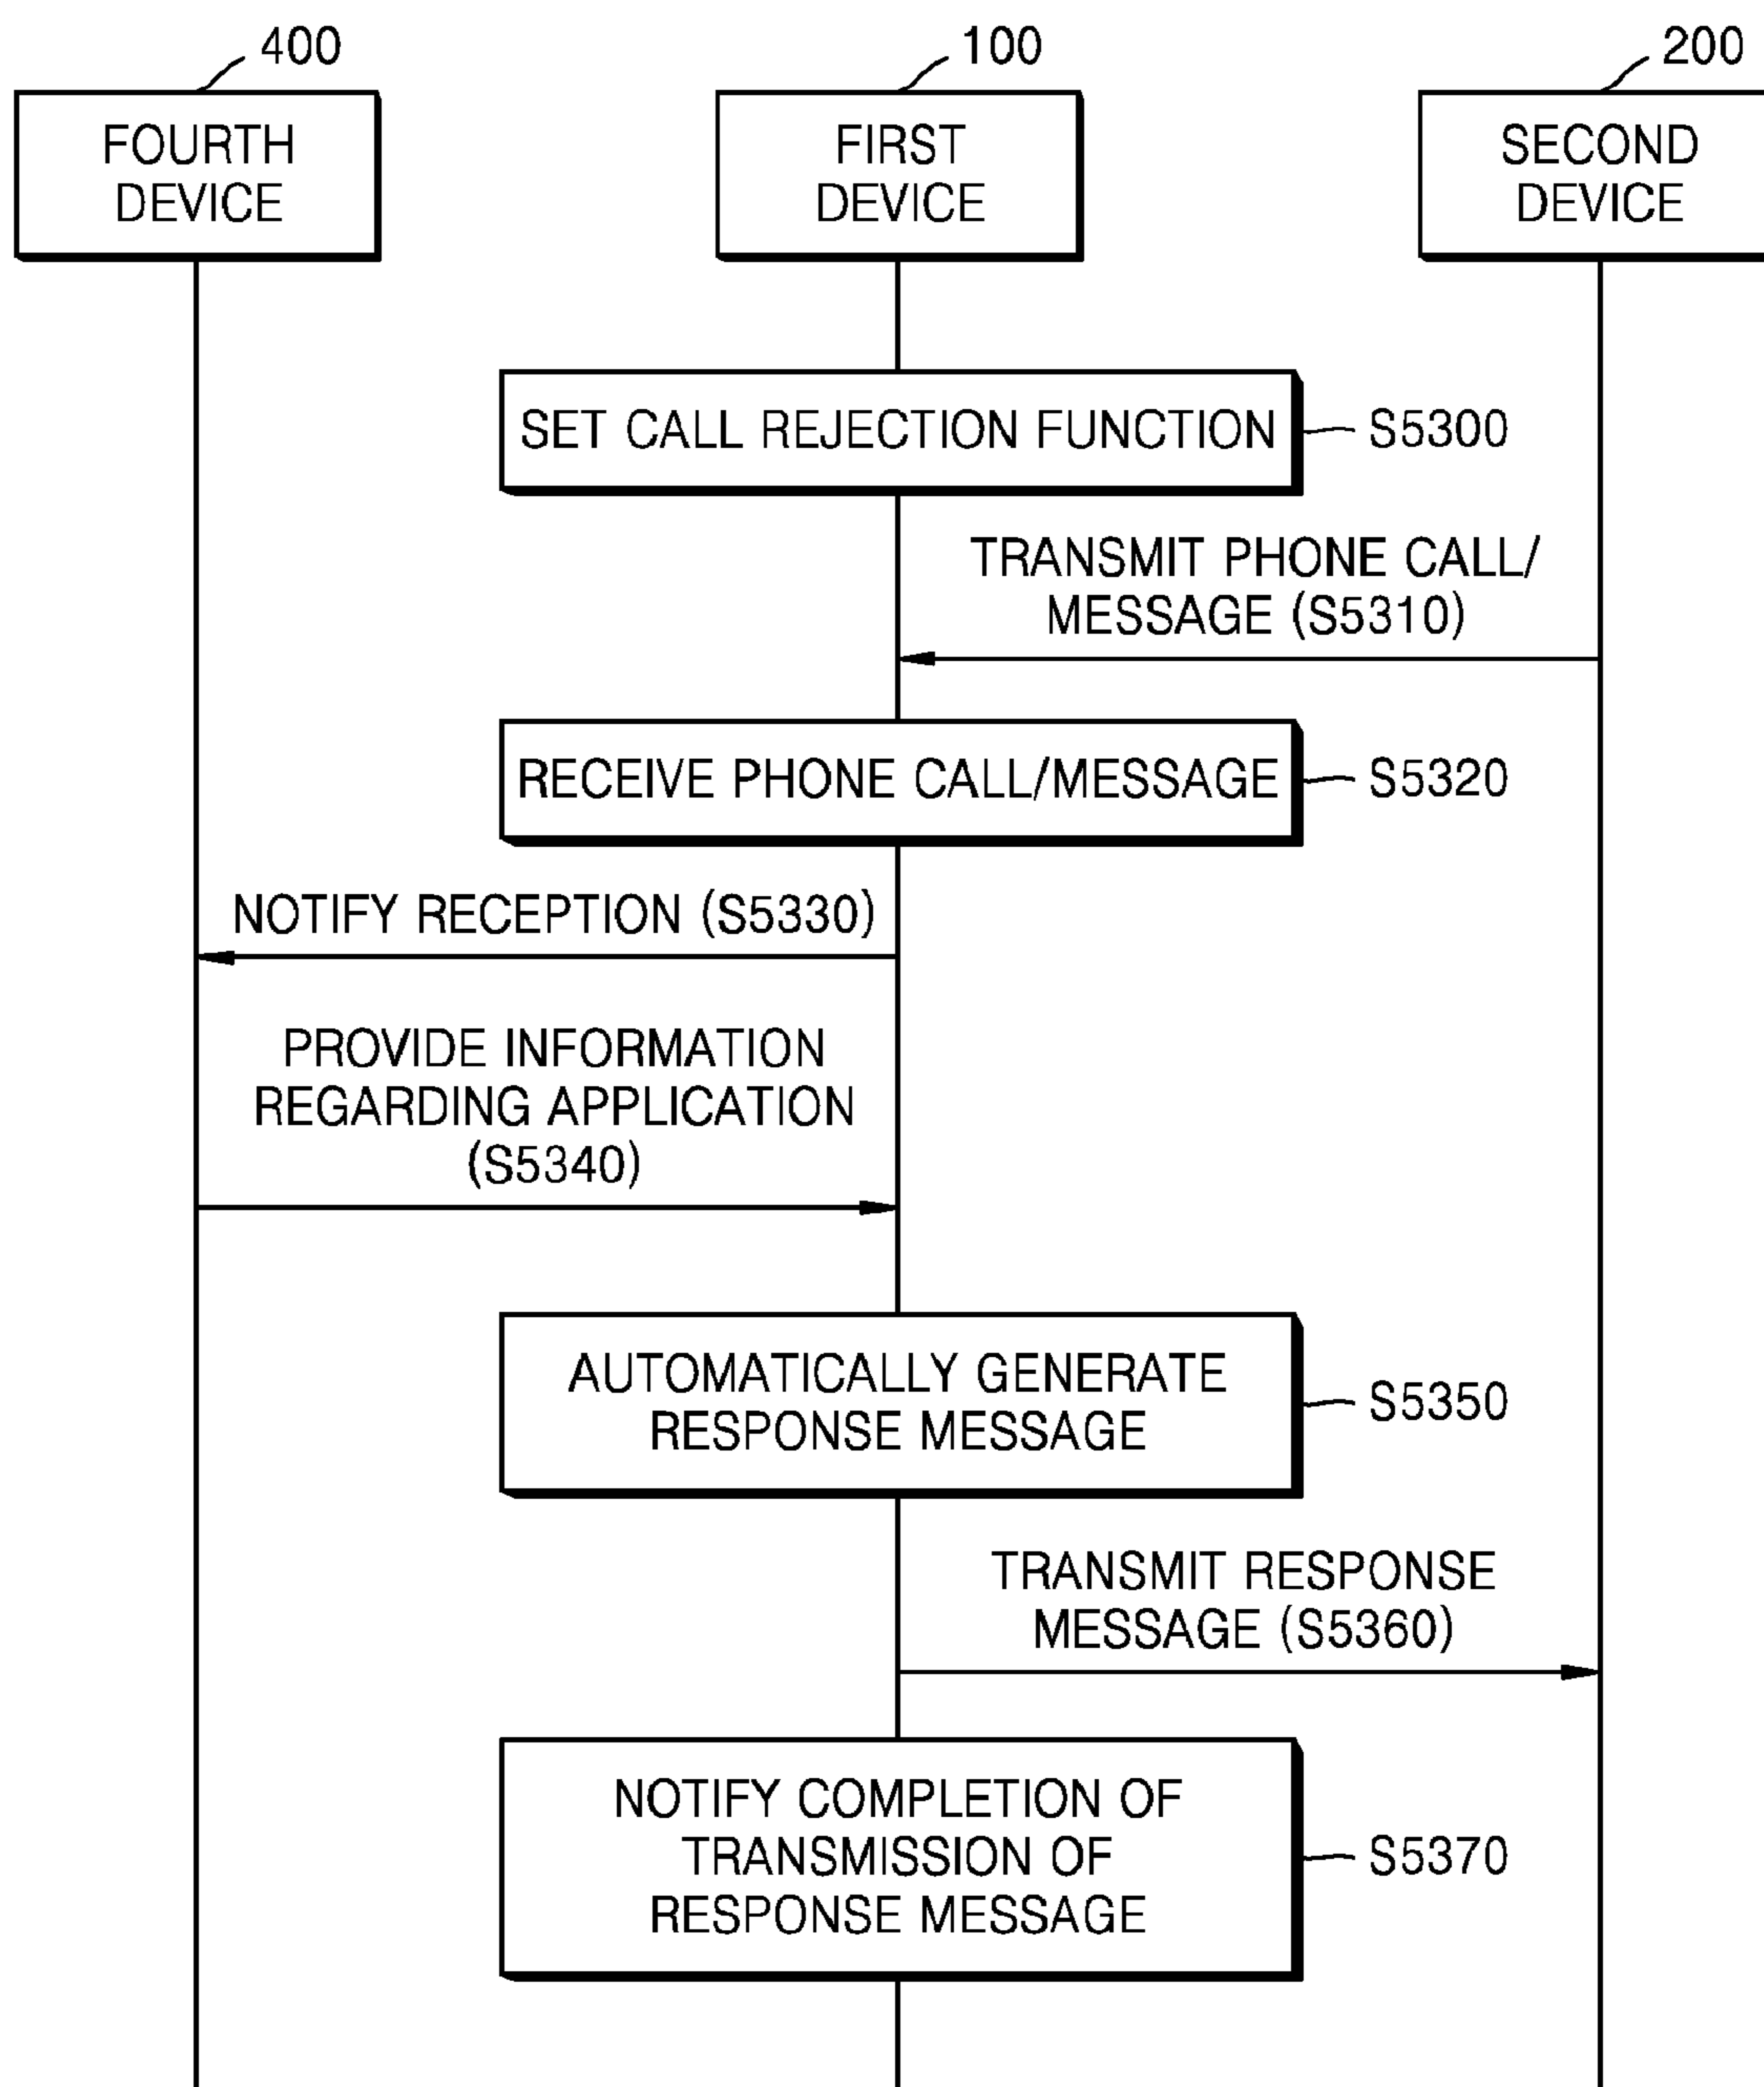 400
100
200
FOURTH
DEVICE
FIRST
DEVICE
SECOND
DEVICE
SET CALL REJECTION FUNCTION
S5300
TRANSMIT PHONE CALL/
MESSAGE (S5310)
RECEIVE PHONE CALL/MESSAGE
S5320
NOTIFY RECEPTION (S5330)
PROVIDE INFORMATION
REGARDING APPLICATION
(S5340)
AUTOMATICALLY GENERATE
RESPONSE MESSAGE
S5350
TRANSMIT RESPONSE
MESSAGE (S5360)
NOTIFY COMPLETION OF
TRANSMISSION OF
RESPONSE MESSAGE
S5370